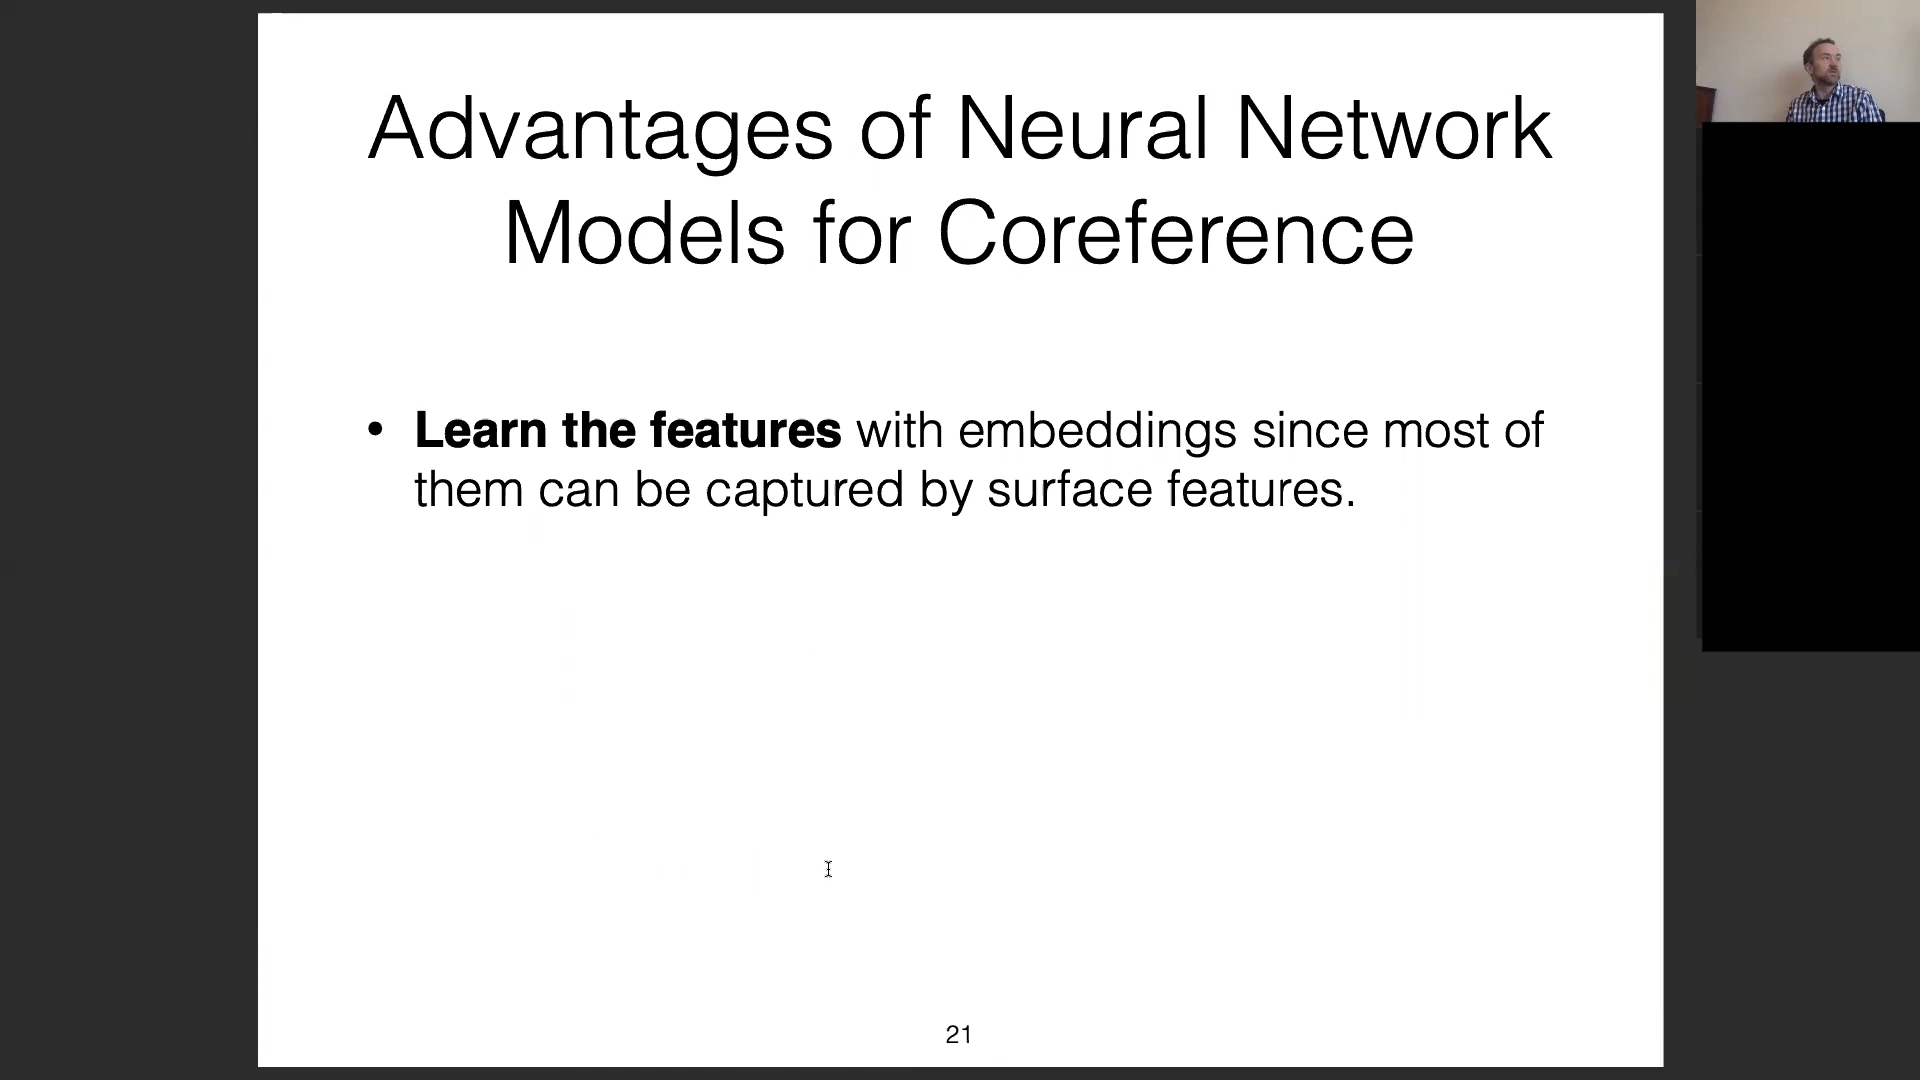 Advantages of Neural Network
Models for Coreference
• Learn the features with embeddings since most of
them can be captured by surface features.
21